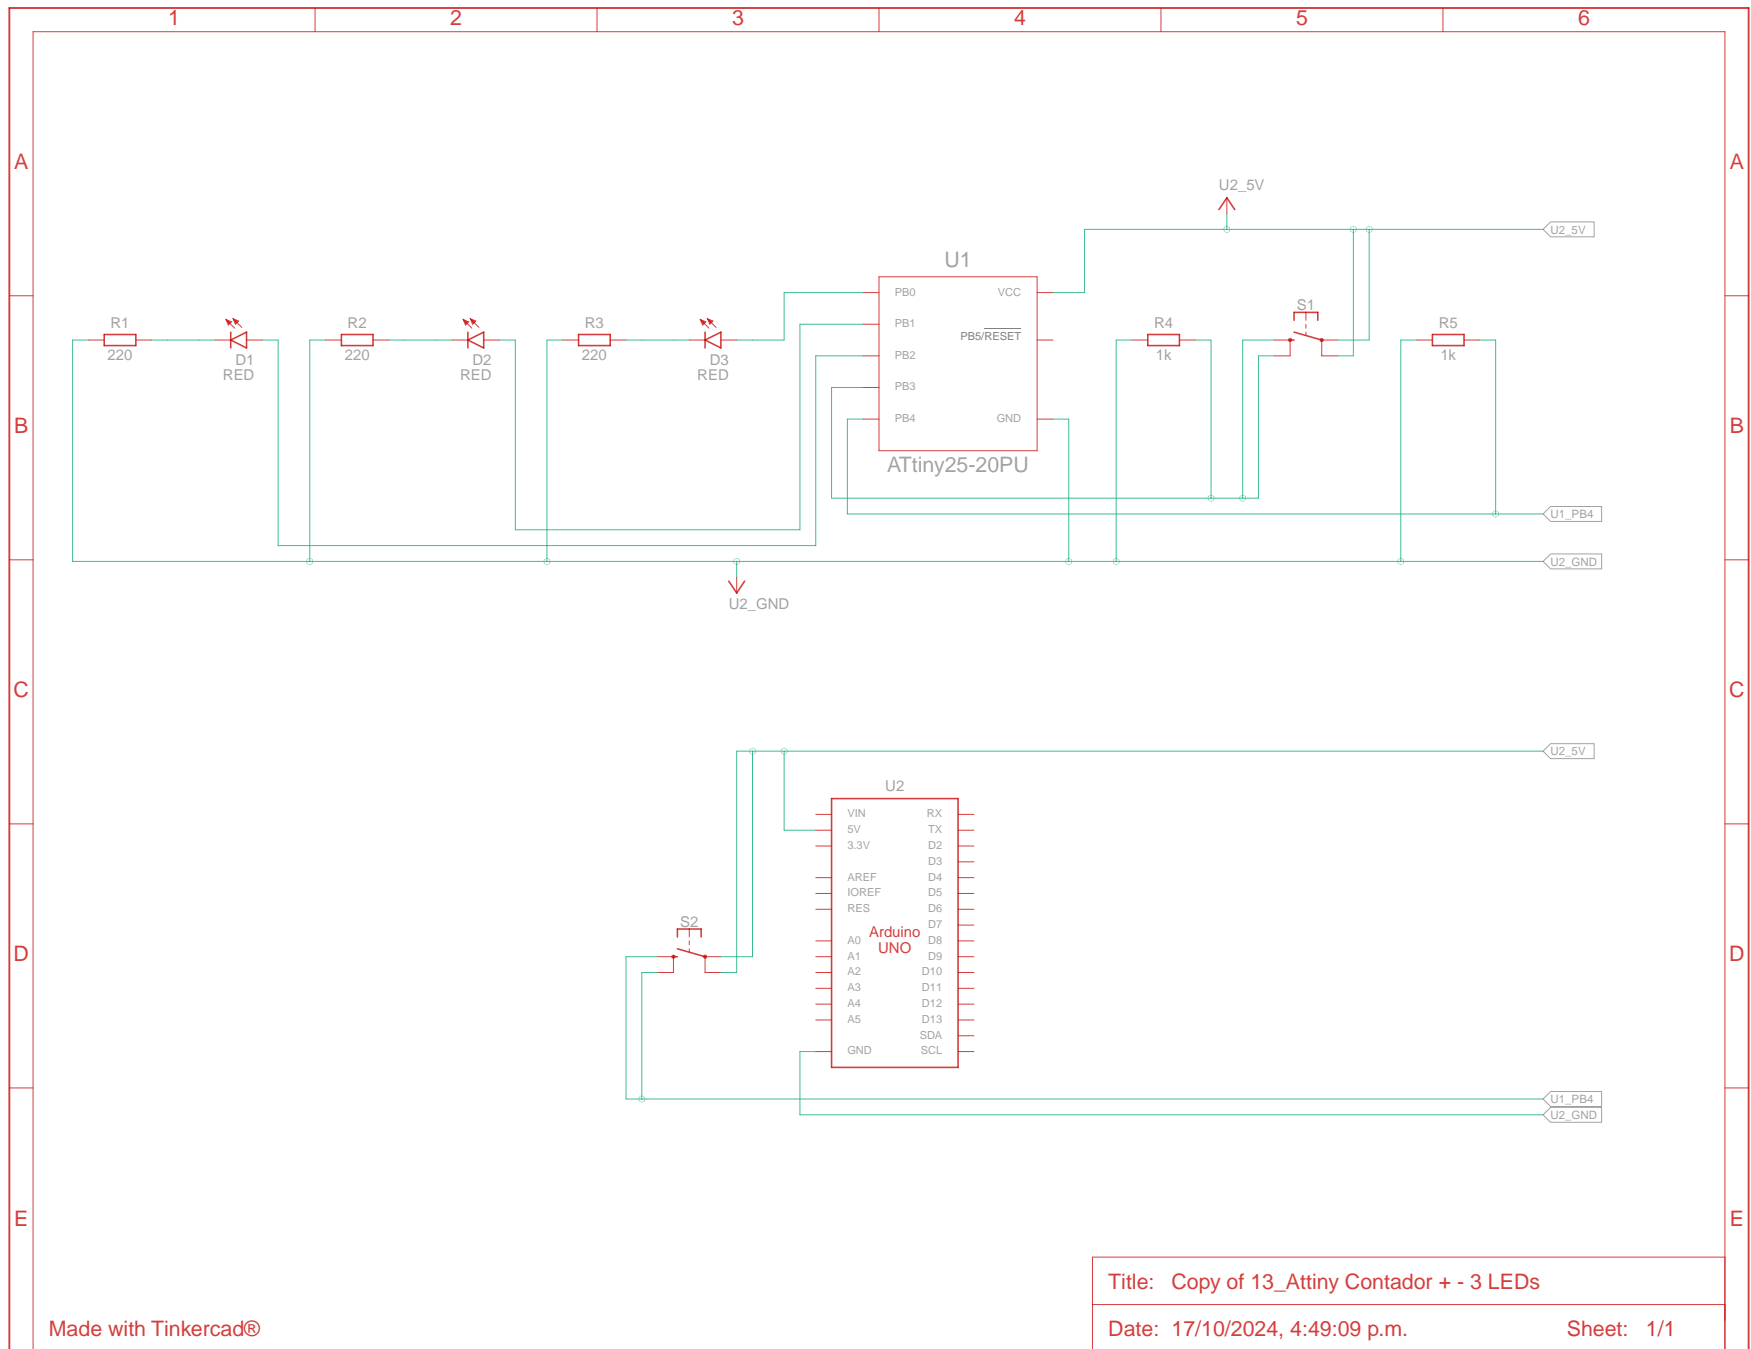 1 2 3 4 5 6
A A
U2_5V
U2_5V
U1
PB0 VCC
PB1
PB5/RESET
PB2
PB3
PB4 GND
ATtiny25-20PU
R1
220
D1
RED
R2
220
D2
RED
R3
220
D3
RED
R4
1k
S1
R5
1k
B B
U1_PB4
U2_GND
U2_GND
C C
U2_5V
U2
VIN RX
5V TX
3.3V D2
D3
AREF D4
IOREF D5
RES D6
D7
A0 D8
A1 D9
A2 D10
A3 D11
A4 D12
A5 D13
SDA
GND SCL
Arduino
UNO
S2
D D
U1_PB4
U2_GND
E E
Title: Copy of 13_Attiny Contador + - 3 LEDs
Made with Tinkercad®
Date: 17/10/2024, 4:49:09 p.m. Sheet: 1/1